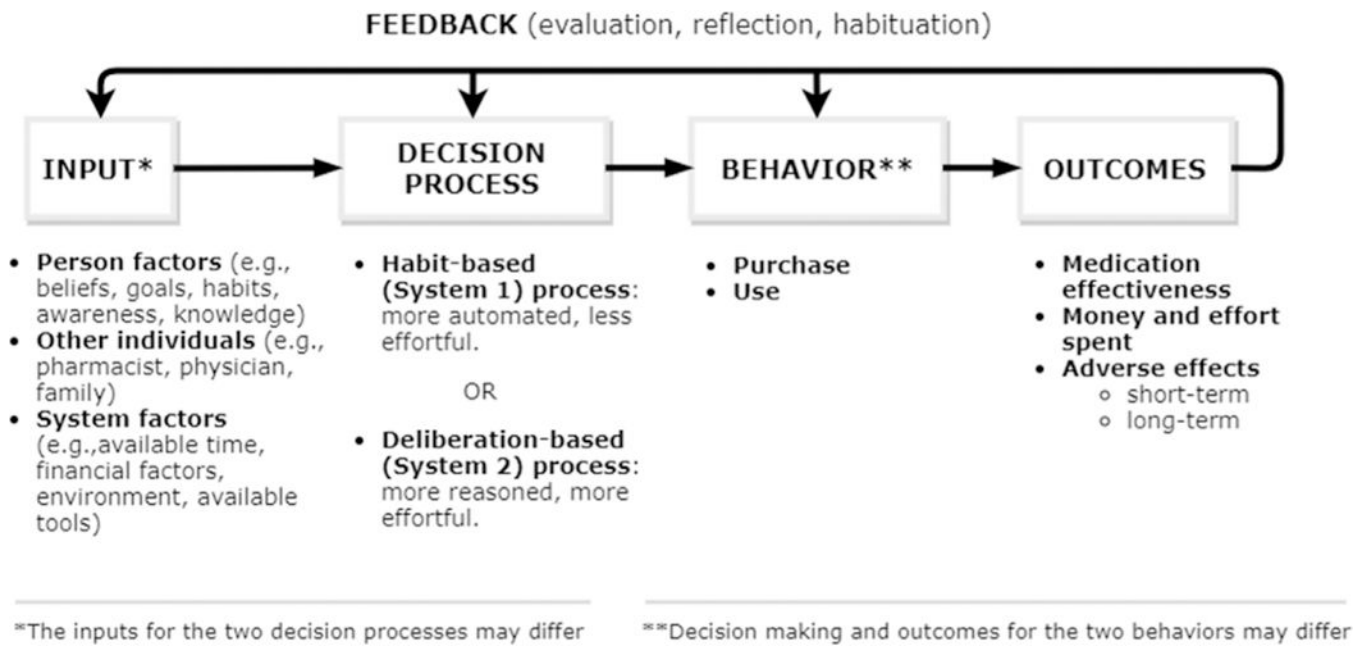 FEEDBACK (evaluation, reflection, habituation)
INPUT*
DECISION
PROCESS
BEHAVIOR**
OUTCOMES
• Person factors (e.g.,
beliefs, goals, habits,
awareness, knowledge)
• Other individuals (e.g.,
pharmacist, physician,
family)
• System factors
(e.g.,available time,
financial factors,
environment, available
tools)
• Habit-based
(System 1) process:
more automated, less
effortful.
OR
• Deliberation-based
(System 2) process:
more reasoned, more
effortful.
• Purchase
• Use
• Medication
effectiveness
• Money and effort
spent
• Adverse effects
○ short-term
○ long-term
*The inputs for the two decision processes may differ
**Decision making and outcomes for the two behaviors may differ